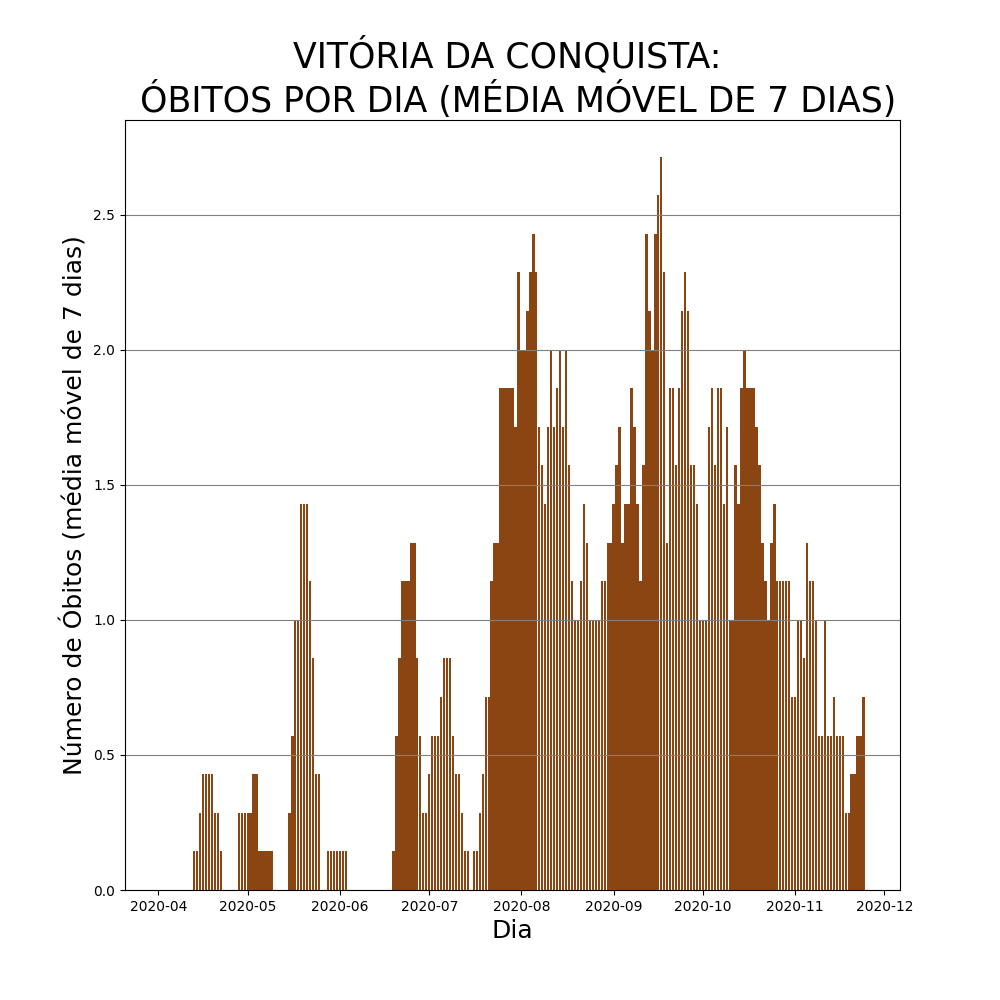 VITÓRIA DA CONQUISTA:
ÓBITOS POR DIA (MÉDIA MÓVEL DE 7 DIAS)
Número de Óbitos (média móvel de 7 dias)
2.5
2.0
1.5
1.0
0.5
0.0
2020-04 2020-05 2020-06 2020-07 2020-08 2020-09 2020-10 2020-11 2020-12
Dia